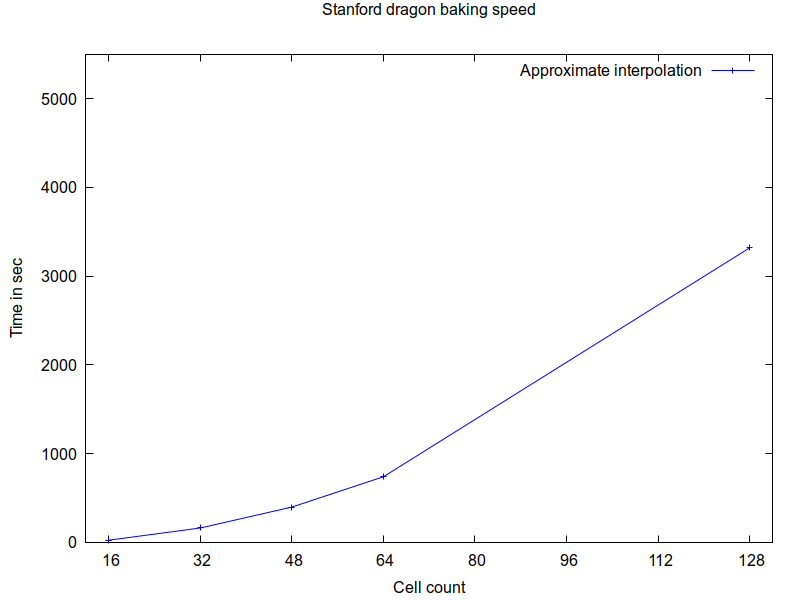 Stanford dragon baking speed
Approximate interpolation
5000
4000
3000
2000
1000
0
Time in sec
16 32 48 64 80 96 112 128
Cell count